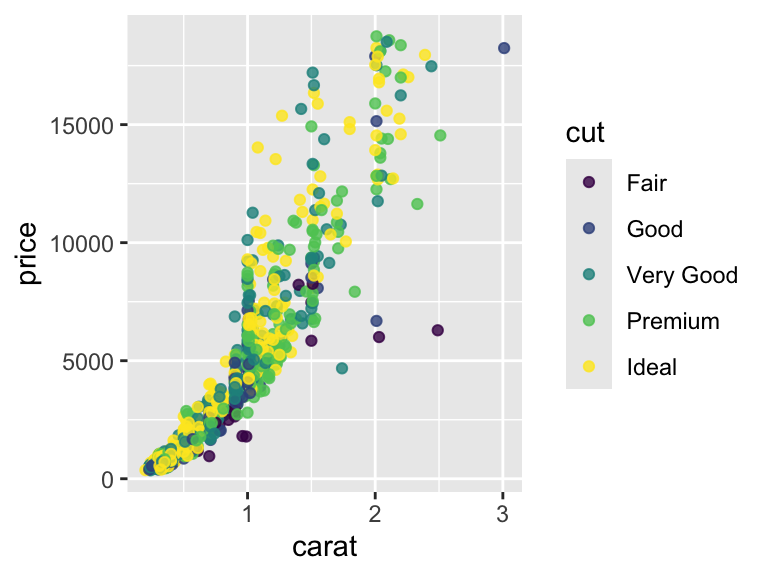 15000
10000
5000
0
price
1
2
3
carat
cut
Fair
Good
Very Good
Premium
Ideal